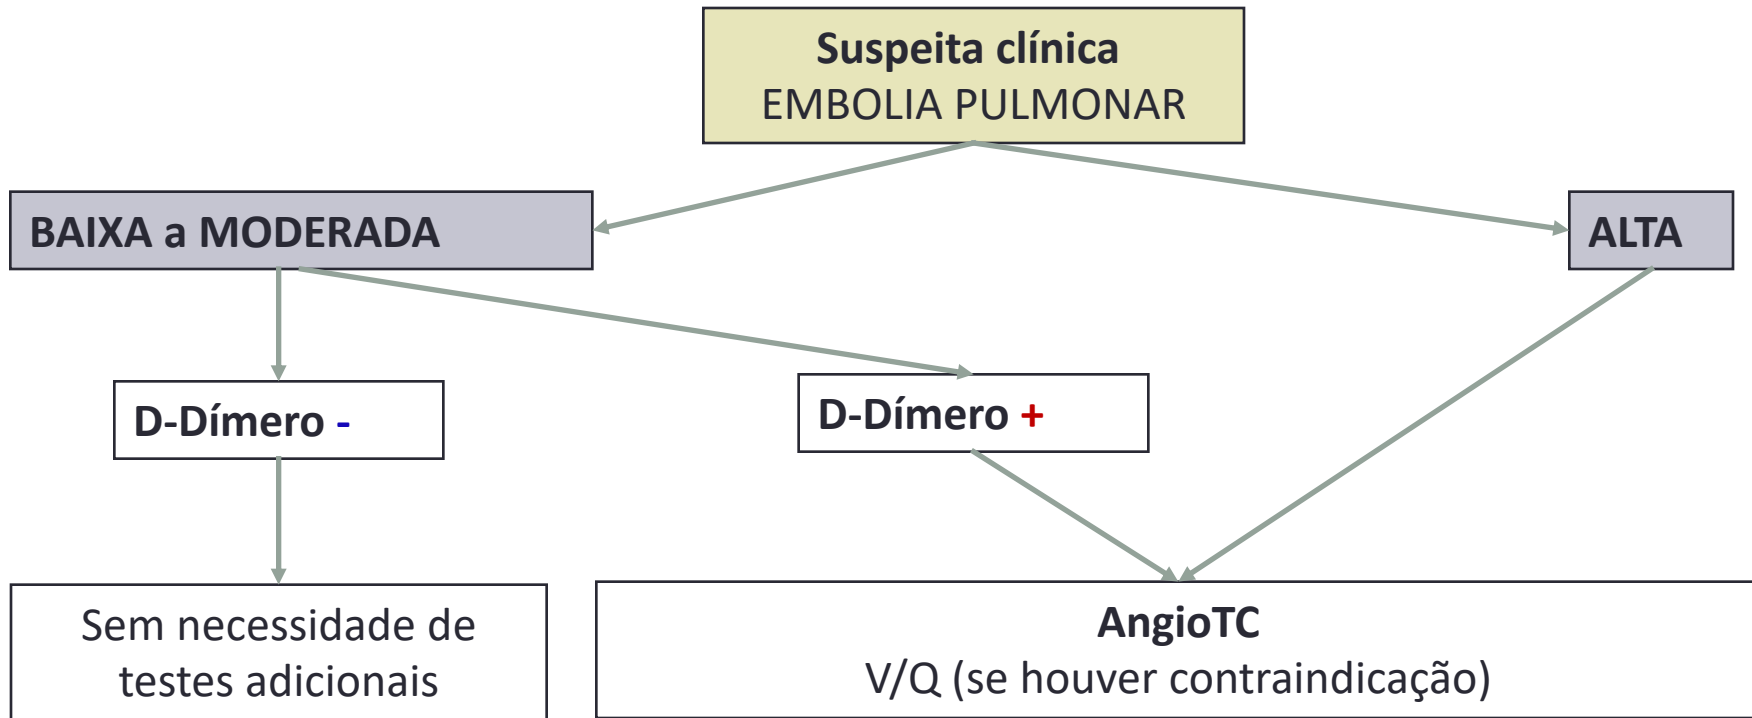 Suspeita clínica
EMBOLIA PULMONAR
BAIXA a MODERADA
ALTA
D-Dímero -
D-Dímero +
Sem necessidade de
testes adicionais
AngioTC
V/Q (se houver contraindicação)